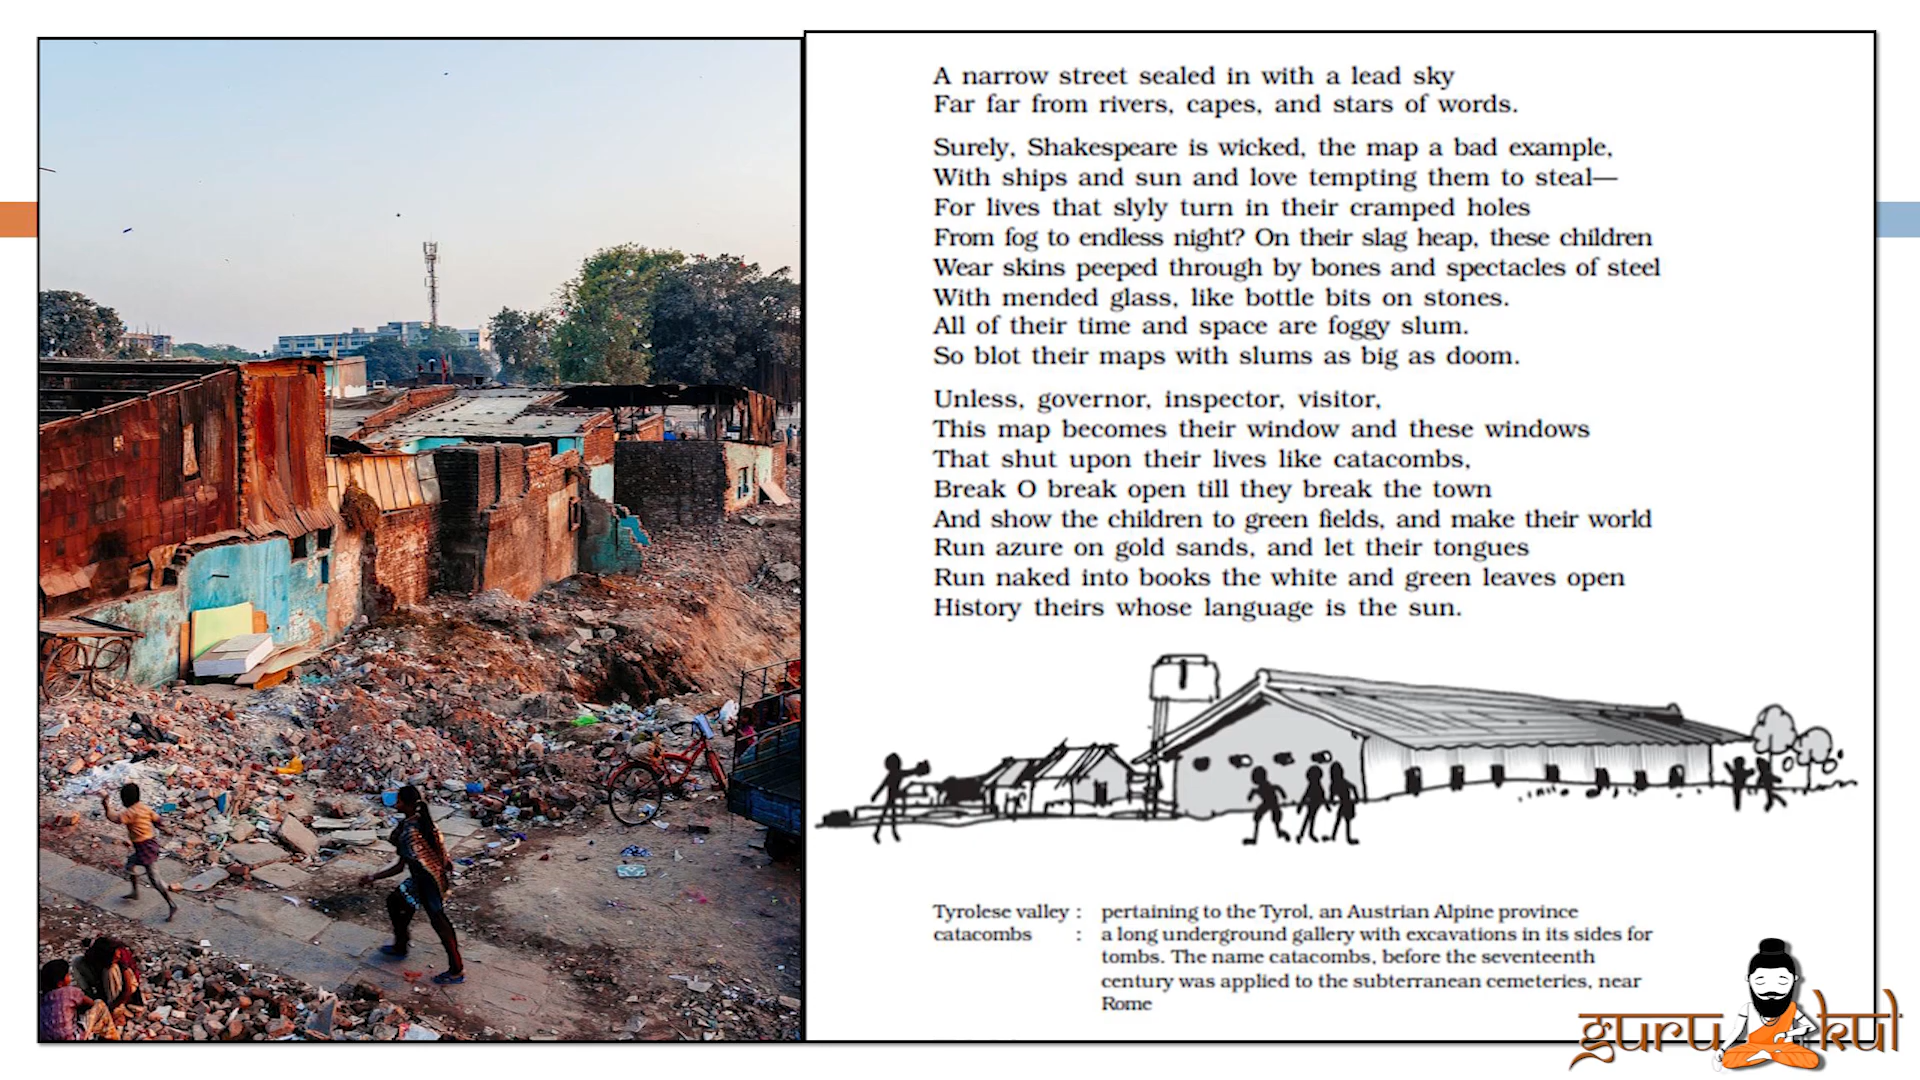 A narrow street sealed in with a lead sky
Far far from rivers, capes, and stars of words.
Surely, Shakespeare is wicked, the map a bad example,
With ships and sun and love tempting them to steal—
For lives that slyly turn in their cramped holes
From fog to endless night? On their slag heap, these children
Wear skins peeped through by bones and spectacles of steel
With mended glass, like bottle bits on stones.
All of their time and space are foggy slum.
So blot their maps with slums as big as doom.
Unless, governor, inspector, visitor,
This map becomes their window and these windows
That shut upon their lives like catacombs,
Break O break open till they break the town
And show the children to green fields, and make their world
Run azure on gold sands, and let their tongues
Run naked into books the white and green leaves open
History theirs whose language is the sun.
Tyrolese valley : pertaining to the Tyrol, an Austrian Alpine province
catacombs : a long underground gallery with excavations in its sides for
tombs. The name catacombs, before the seventeenth
century was applied to the subterranean cemeteries, near
Rome
gurukul